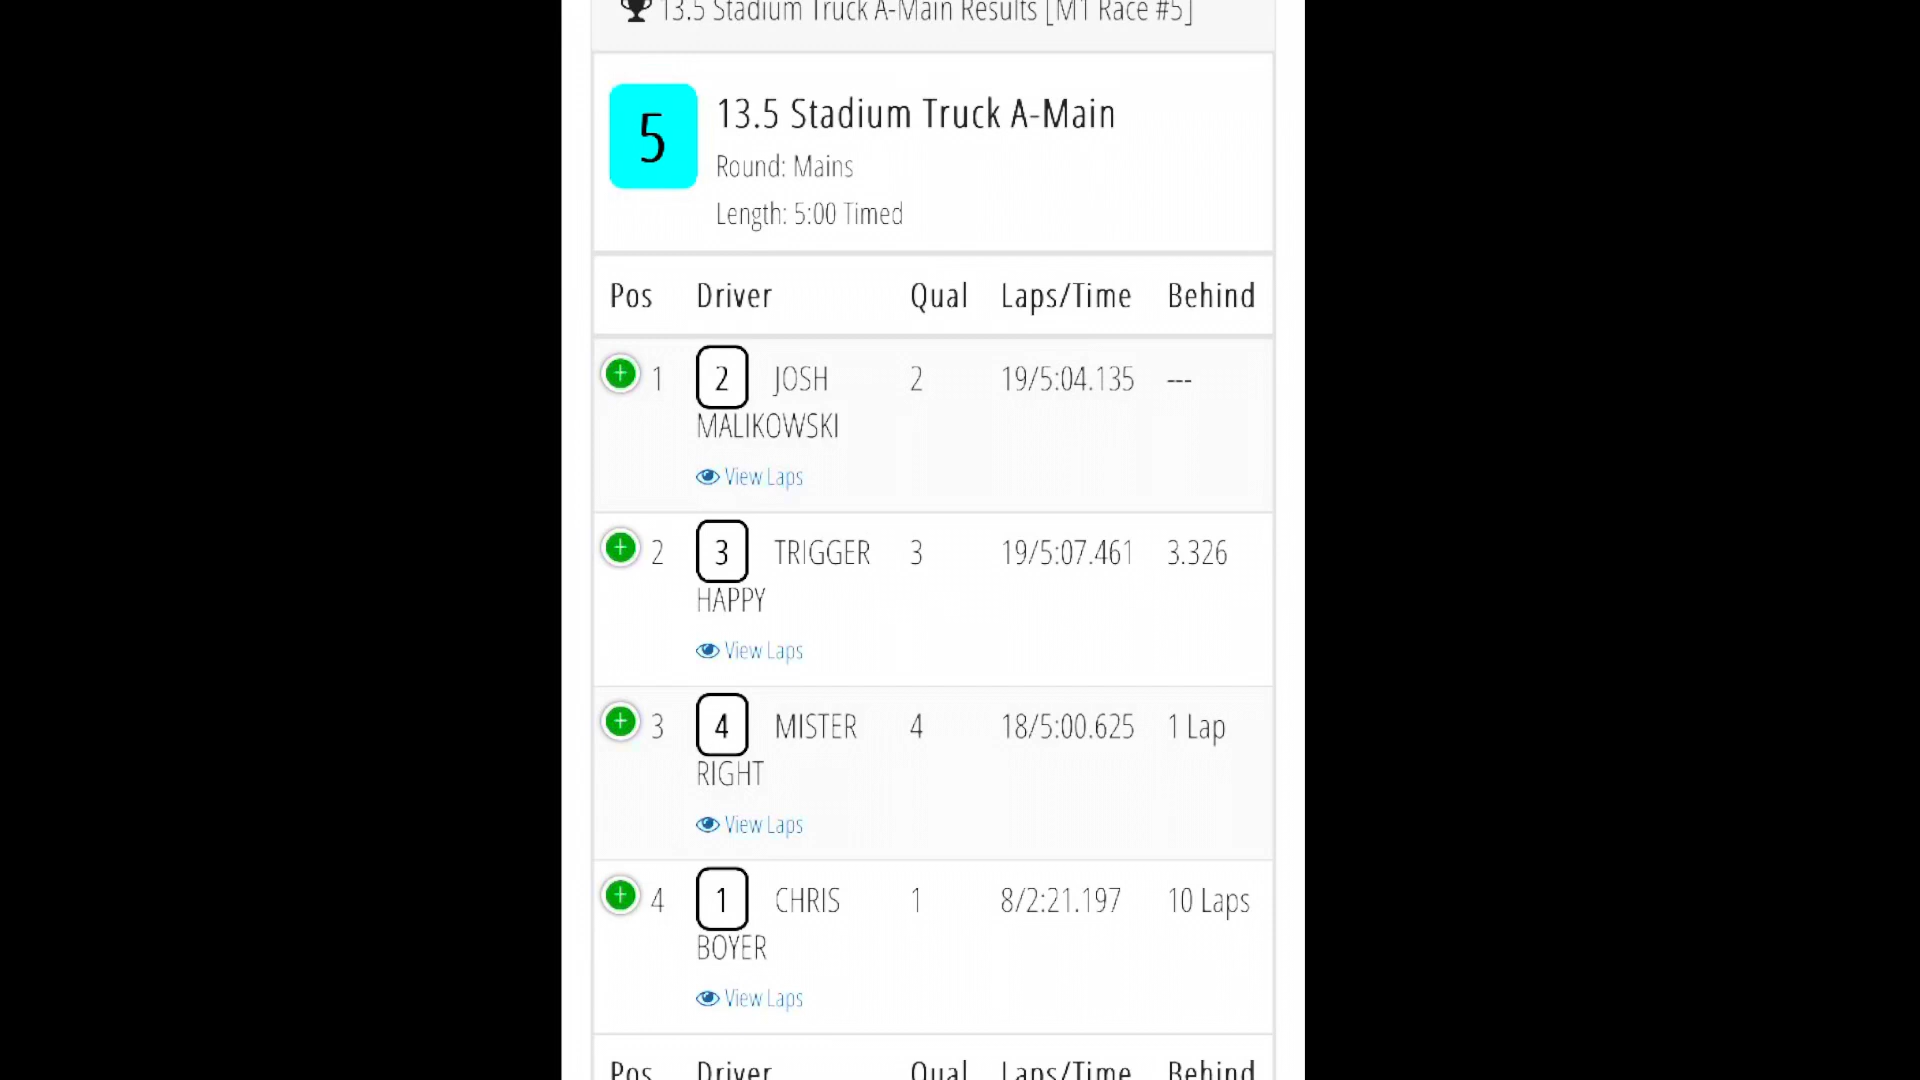 13.5 Stadium Truck A-Main Results [M1 Race #5]
5
13.5 Stadium Truck A-Main
Round: Mains
Length: 5:00 Timed
Pos Driver Qual Laps/Time Behind
1 2 JOSH 2 19/5:04.135 ---
MALIKOWSKI
View Laps
2 3 TRIGGER 3 19/5:07.461 3.326
HAPPY
View Laps
3 4 MISTER 4 18/5:00.625 1 Lap
RIGHT
View Laps
4 1 CHRIS 1 8/2:21.197 10 Laps
BOYER
View Laps
Pos Driver Qual Laps/Time Behind